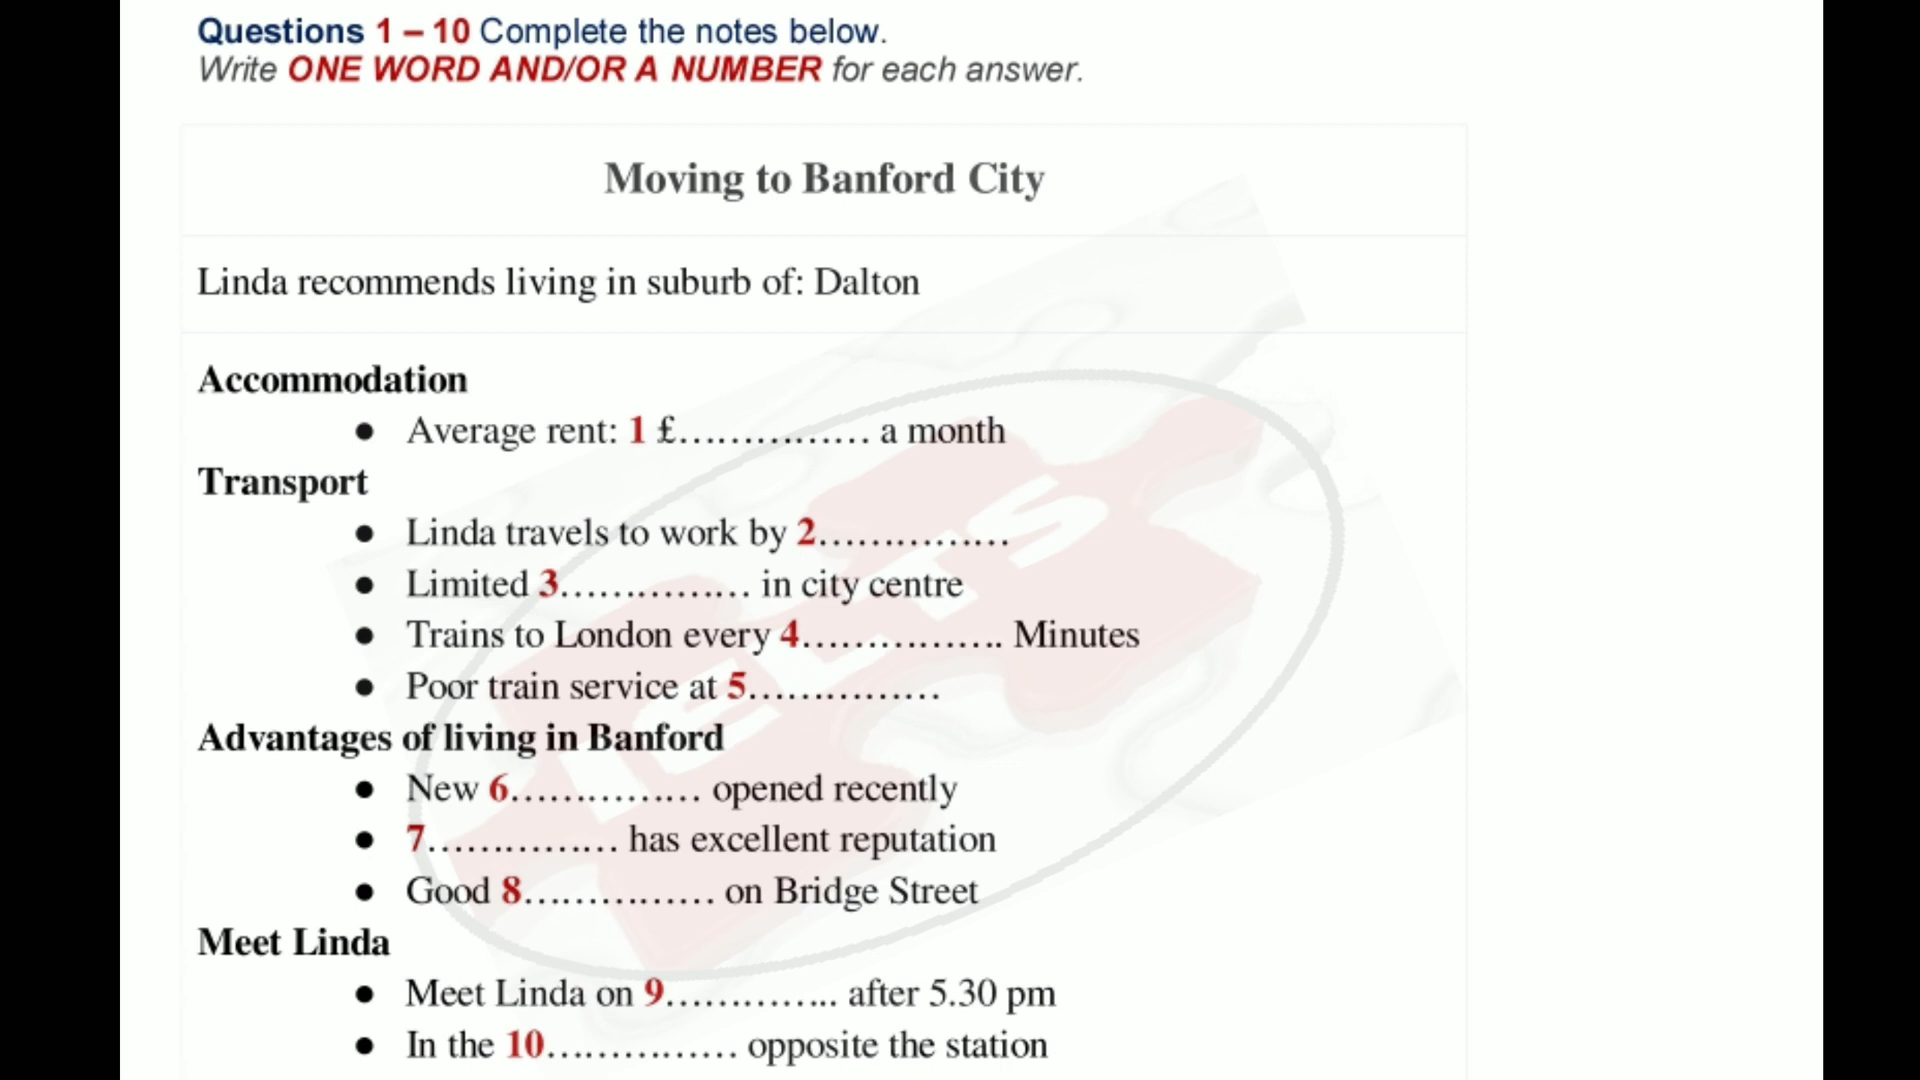 Questions 1 – 10 Complete the notes below.
Write ONE WORD AND/OR A NUMBER for each answer.
Moving to Banford City
Linda recommends living in suburb of: Dalton
Accommodation
● Average rent: 1 £............... a month
Transport
● Linda travels to work by 2...............
● Limited 3............... in city centre
● Trains to London every 4................ Minutes
● Poor train service at 5...............
Advantages of living in Banford
● New 6............... opened recently
● 7............... has excellent reputation
● Good 8............... on Bridge Street
Meet Linda
● Meet Linda on 9.............. after 5.30 pm
● In the 10............... opposite the station
IELTS